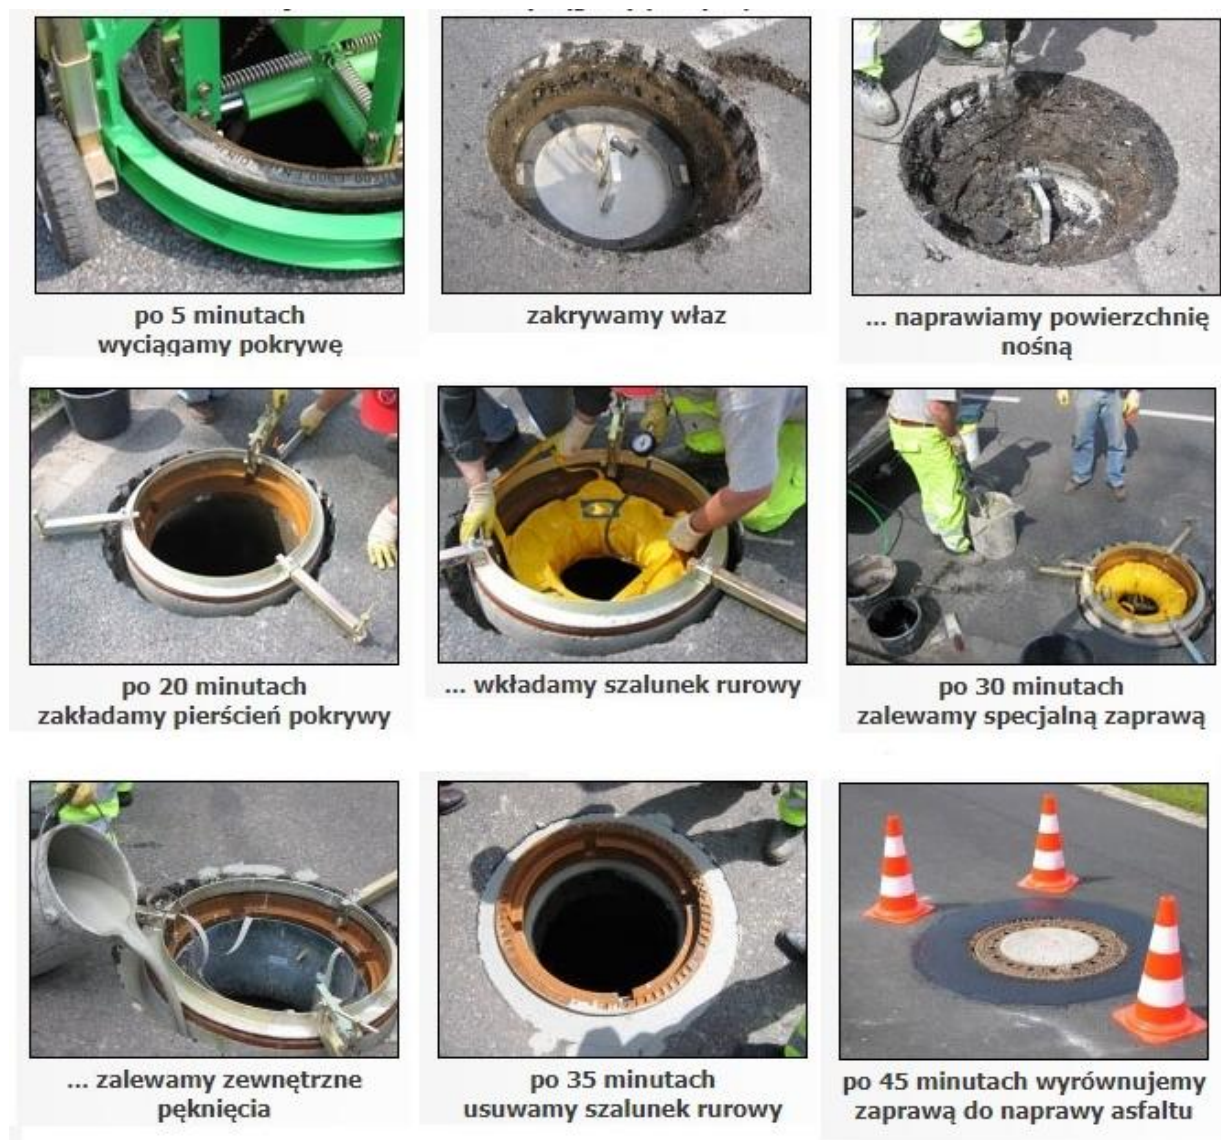 po 5 minutach
wyciągamy pokrywę
zakrywamy właz
... naprawiamy powierzchnię
nośną
po 20 minutach
zakładamy pierścień pokrywy
... wkładamy szalunek rurowy
po 30 minutach
zalewamy specjalną zaprawą
... zalewamy zewnętrzne
pęknięcia
po 35 minutach
usuwamy szalunek rurowy
po 45 minutach wyrównujemy
zaprawą do naprawy asfaltu